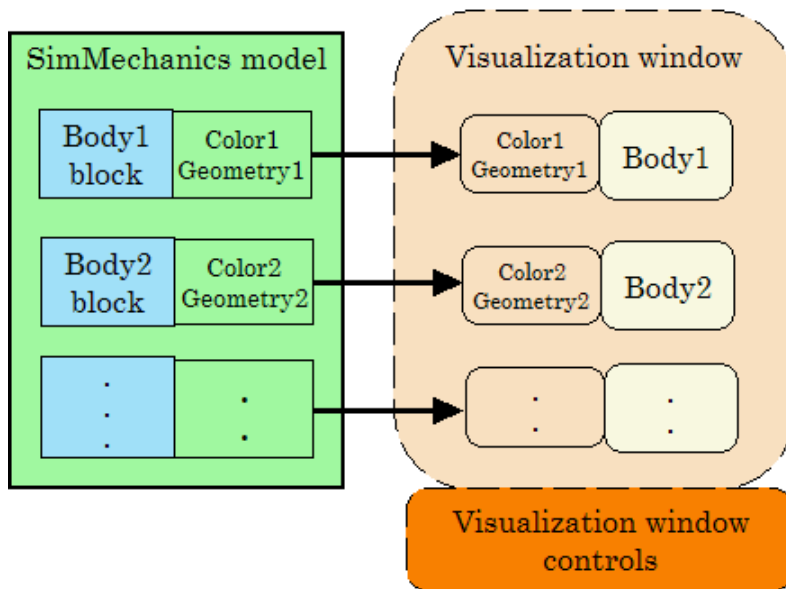 SimMechanics model
Body1
block
Color1
Geometry1
Body2
block
Color2
Geometry2
.
.
.
.
.
Visualization window
Color1
Geometry1
Body1
Color2
Geometry2
Body2
.
.
.
.
Visualization window
controls